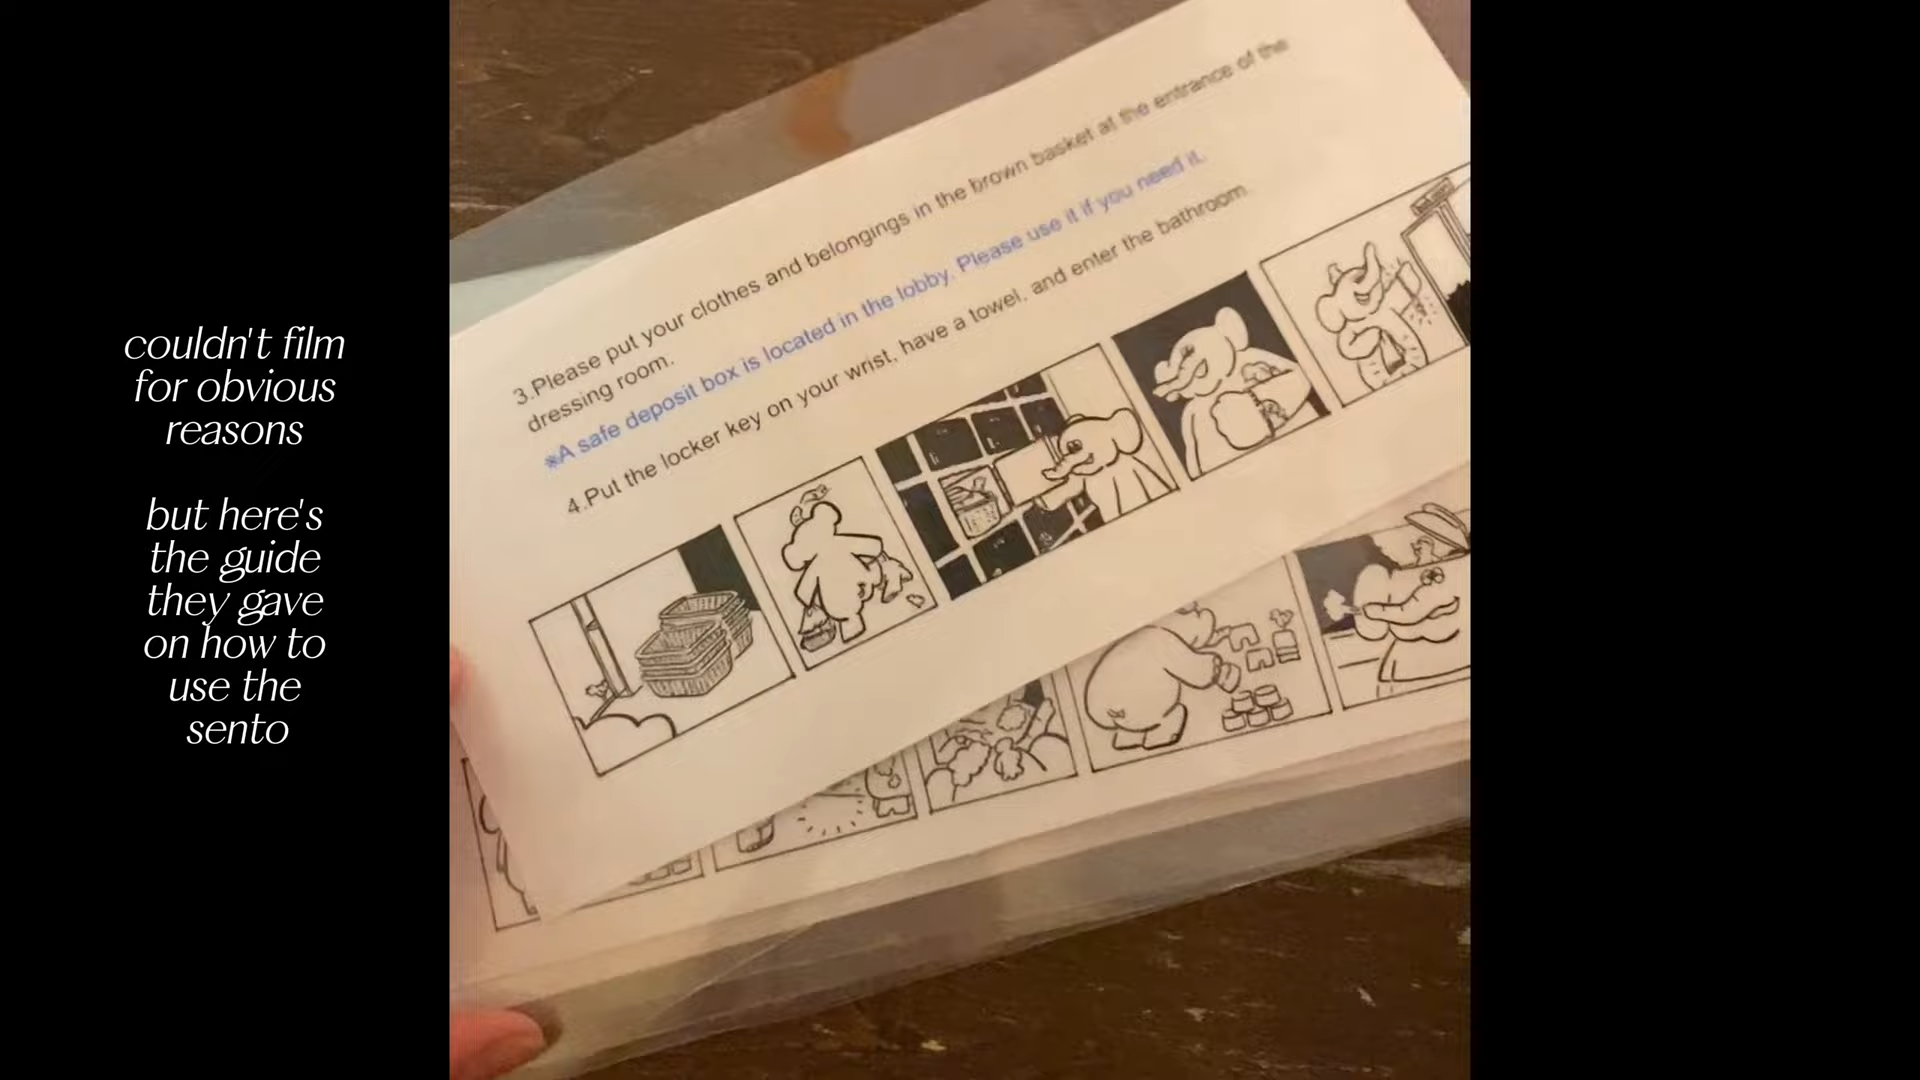 couldn't film
for obvious
reasons
but here's
the guide
they gave
on how to
use the
sento
3.Please put your clothes and belongings in the brown basket at the entrance of the
dressing room.
※A safe deposit box is located in the lobby. Please use it if you need it.
4.Put the locker key on your wrist, have a towel, and enter the bathroom.